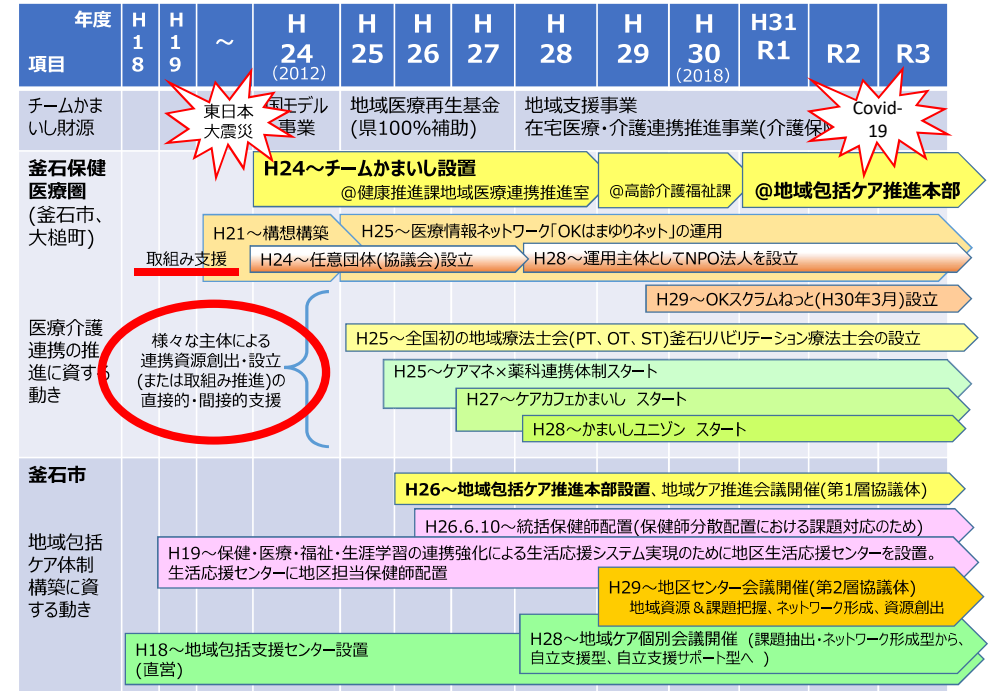 年度
項目
H
1
8
H
1
9
～
H
24
(2012)
H
25
H
26
H
27
H
28
H
29
H
30
(2018)
H31
R1
R2
R3
チームかま
いし財源
東日本
大震災
国モデル
事業
地域医療再生基金
(県100%補助)
地域支援事業
在宅医療・介護連携推進事業(介護保
Covid-
19
釜石保健
医療圏
(釜石市、
大槌町)
H24～チームかまいし設置
@健康推進課地域医療連携推進室
@高齢介護福祉課
@地域包括ケア推進本部
H21～構想構築
H25～医療情報ネットワーク「OKはまゆりネット」の運用
取組み支援
H24～任意団体(協議会)設立
H28～運用主体としてNPO法人を設立
H29～OKスクラムねっと(H30年3月)設立
医療介護
連携の推
進に資する
動き
様々な主体による
連携資源創出・設立
(または取組み推進)の
直接的・間接的支援
H25～全国初の地域療法士会(PT、OT、ST)釜石リハビリテーション療法士会の設立
H25～ケアマネ×薬科連携体制スタート
H27～ケアカフェかまいし スタート
H28～かまいしユニゾン スタート
釜石市
H26～地域包括ケア推進本部設置、地域ケア推進会議開催(第1層協議体)
H26.6.10～統括保健師配置(保健師分散配置における課題対応のため)
地域包括
ケア体制
構築に資
する動き
H19～保健・医療・福祉・生涯学習の連携強化による生活応援システム実現のために地区生活応援センターを設置。
生活応援センターに地区担当保健師配置
H29～地区センター会議開催(第2層協議体)
地域資源＆課題把握、ネットワーク形成、資源創出
H28～地域ケア個別会議開催 (課題抽出・ネットワーク形成型から、
自立支援型、自立支援サポート型へ )
H18～地域包括支援センター設置
(直営)